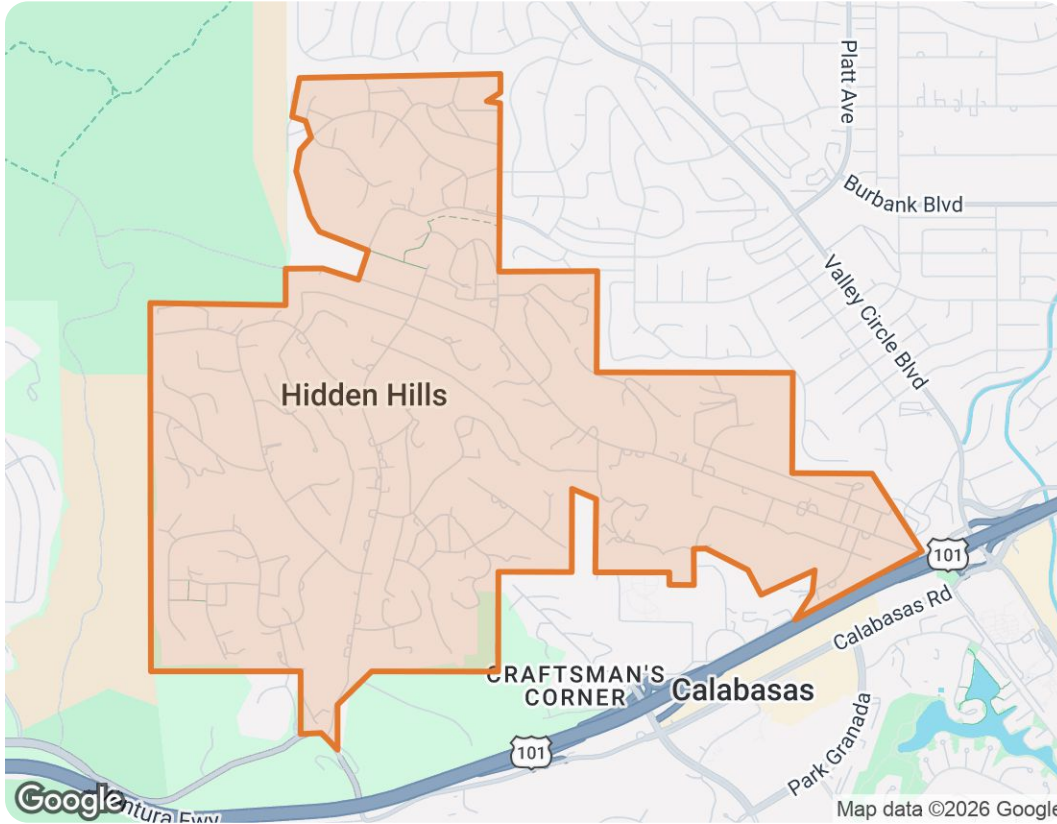 Platt Ave
Burbank Blvd
Valley Circle Blvd
Hidden Hills
101
Calabasas Rd
CRAFTSMAN'S
CORNER
Calabasas
101
Park Granada
Google
entura Fwy
Map data ©2026 Google